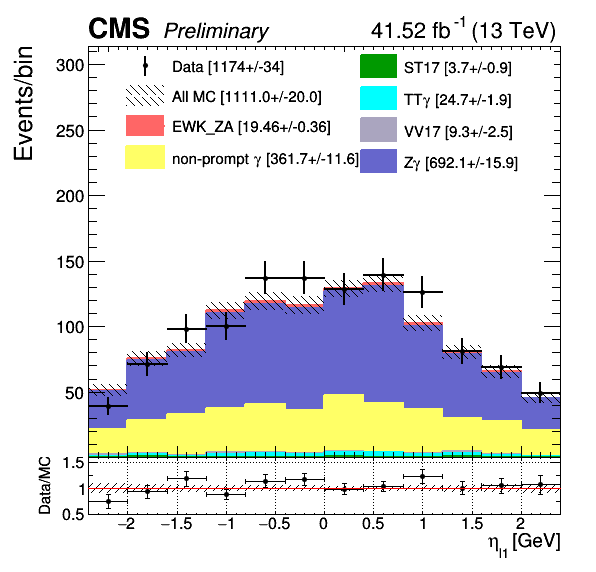 CMS Preliminary 41.52 fb⁻¹ (13 TeV)
Events/bin
300
250
200
150
100
50
Data [1174+/-34]
All MC [1111.0+/-20.0]
EWK_ZA [19.46+/-0.36]
non-prompt γ [361.7+/-11.6]
ST17 [3.7+/-0.9]
TTγ [24.7+/-1.9]
VV17 [9.3+/-2.5]
Zγ [692.1+/-15.9]
Data/MC
1.5
1
0.5
−2 −1.5 −1 −0.5 0 0.5 1 1.5 2
η_l1 [GeV]